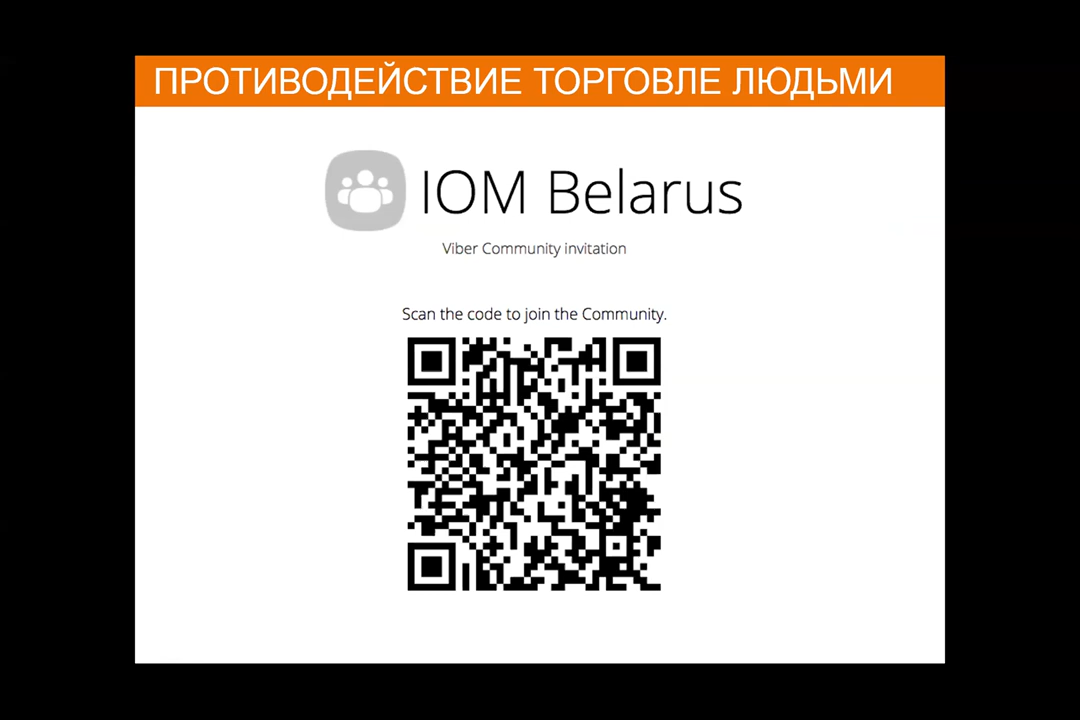 ПРОТИВОДЕЙСТВИЕ ТОРГОВЛЕ ЛЮДЬМИ
IOM Belarus
Viber Community invitation
Scan the code to join the Community.